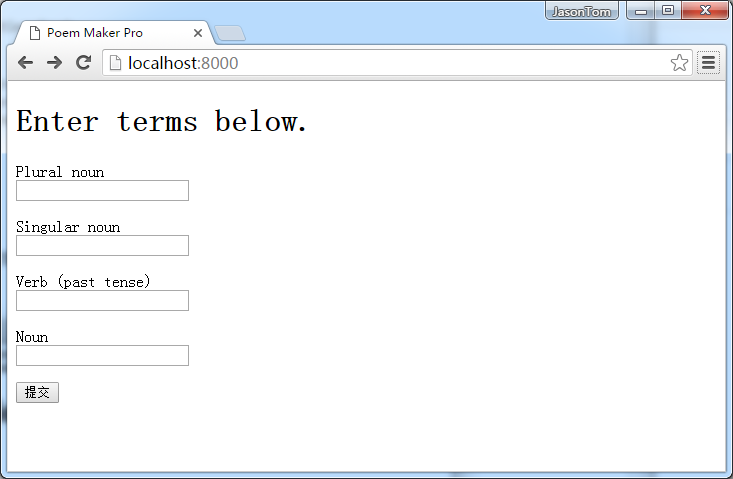 JasonTom
Poem Maker Pro
localhost:8000
Enter terms below.
Plural noun
Singular noun
Verb (past tense)
Noun
提交